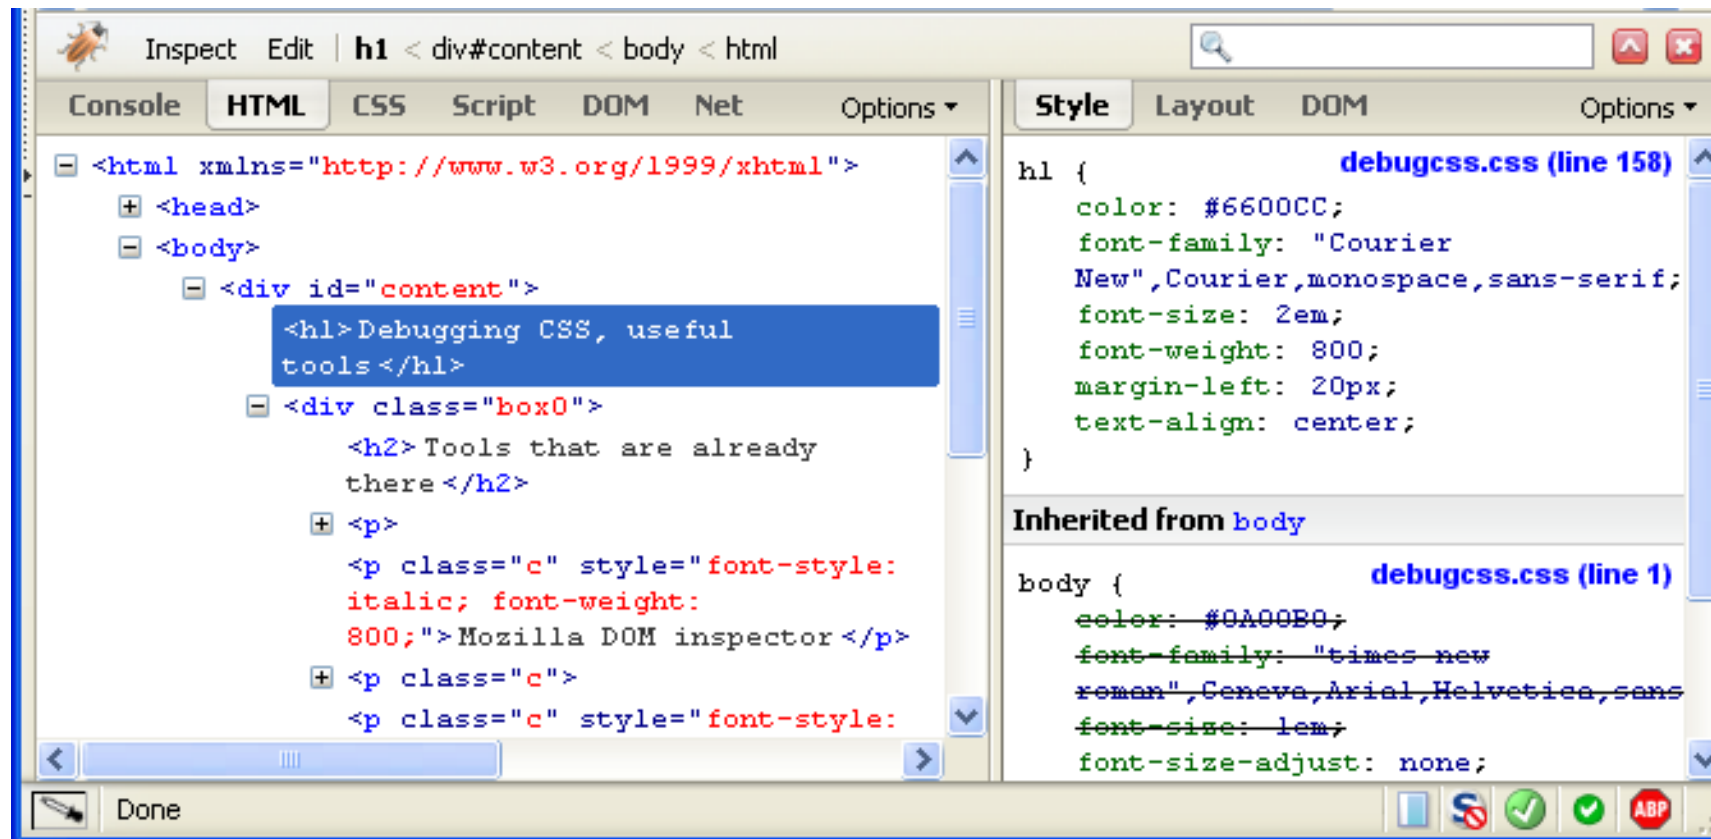 Inspect Edit | h1 < div#content < body < html
Console HTML CSS Script DOM Net Options
<html xmlns="http://www.w3.org/1999/xhtml">
<head>
<body>
<div id="content">
<h1>Debugging CSS, useful
tools</h1>
<div class="box0">
<h2>Tools that are already
there</h2>
<p>
<p class="c" style="font-style:
italic; font-weight:
800;">Mozilla DOM inspector</p>
<p class="c">
<p class="c" style="font-style:
Style Layout DOM Options
h1 { debugcss.css (line 158)
color: #6600CC;
font-family: "Courier
New",Courier,monospace,sans-serif;
font-size: 2em;
font-weight: 800;
margin-left: 20px;
text-align: center;
}
Inherited from body
body { debugcss.css (line 1)
color: #0A00B0;
font-family: "times new
roman",Geneva,Arial,Helvetica,sans
font-size: 1em;
font-size-adjust: none;
Done
S
ABP